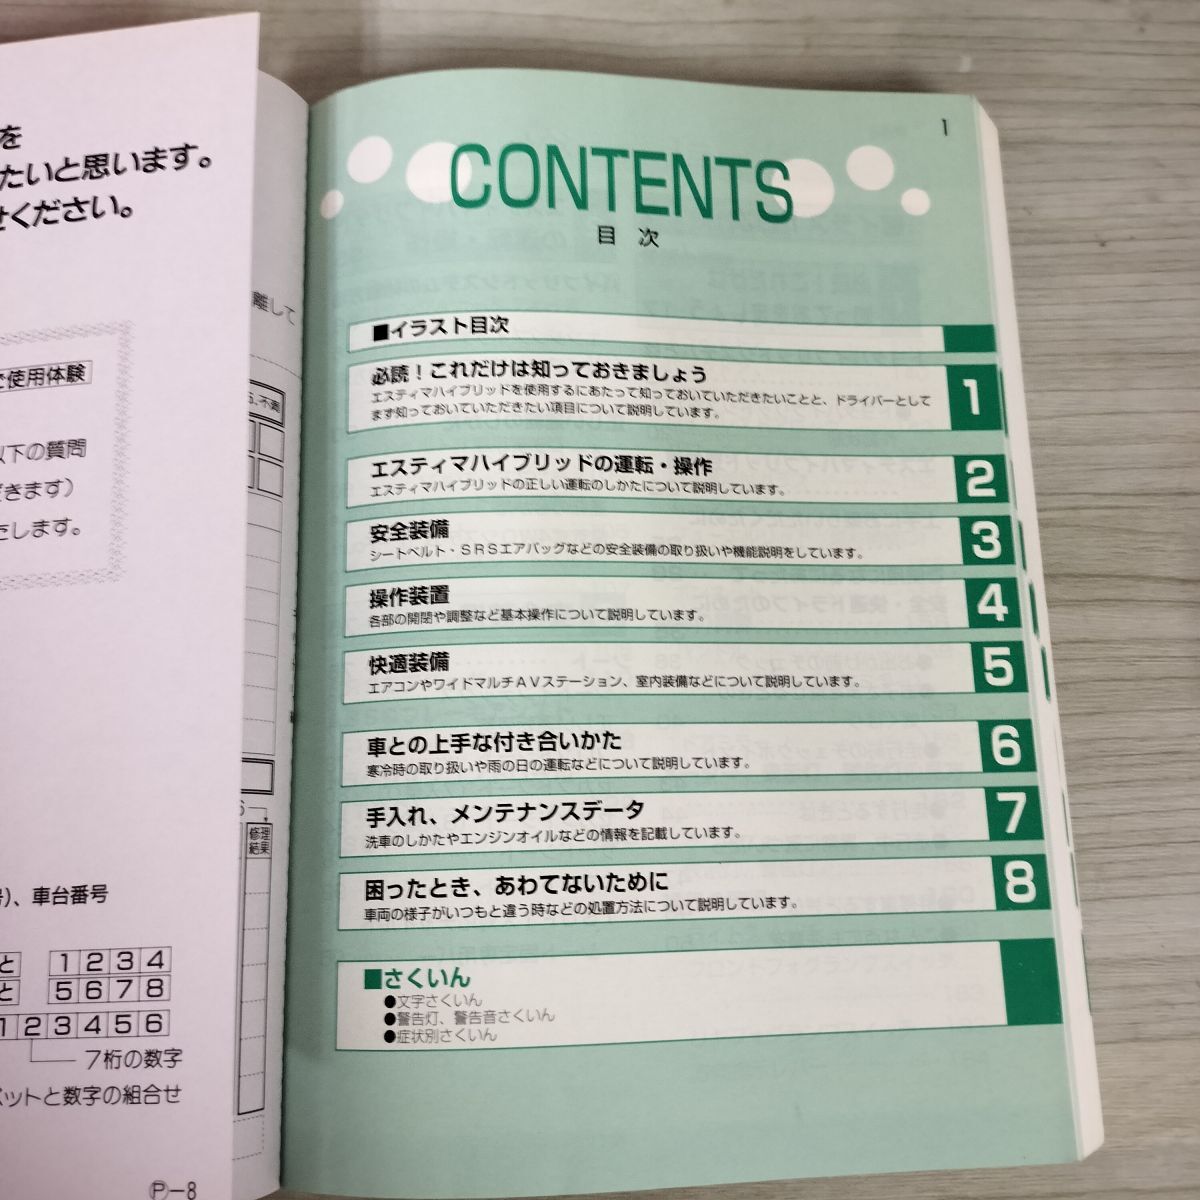 を
たいと思います。
せください。
離して
使用体験
不満
以下の質問
だきます）
たします。
修理
結果
、車台番号
と 1 2 3 4
と 5 6 7 8
1 2 3 4 5 6
7桁の数字
ベットと数字の組合せ
Ⓟ−8
1
CONTENTS
目 次
■イラスト目次
必読！これだけは知っておきましょう
エスティマハイブリッドを使用するにあたって知っておいていただきたいことと、ドライバーとして
まず知っておいていただきたい項目について説明しています。
1
エスティマハイブリッドの運転・操作
エスティマハイブリッドの正しい運転のしかたについて説明しています。
2
安全装備
シートベルト・ＳＲＳエアバッグなどの安全装備の取り扱いや機能説明をしています。
3
操作装置
各部の開閉や調整など基本操作について説明しています。
4
快適装備
エアコンやワイドマルチＡＶステーション、室内装備などについて説明しています。
5
車との上手な付き合いかた
寒冷時の取り扱いや雨の日の運転などについて説明しています。
6
手入れ、メンテナンスデータ
洗車のしかたやエンジンオイルなどの情報を記載しています。
7
困ったとき、あわてないために
車両の様子がいつもと違う時などの処置方法について説明しています。
8
■さくいん
●文字さくいん
●警告灯、警告音さくいん
●症状別さくいん